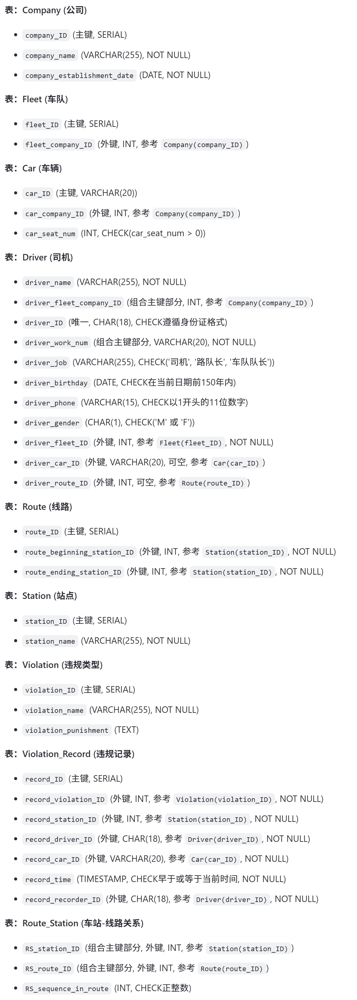 表：Company (公司)
company_ID (主键, SERIAL)
company_name (VARCHAR(255), NOT NULL)
company_establishment_date (DATE, NOT NULL)
表：Fleet (车队)
fleet_ID (主键, SERIAL)
fleet_company_ID (外键, INT, 参考 Company(company_ID))
表：Car (车辆)
car_ID (主键, VARCHAR(20))
car_company_ID (外键, INT, 参考 Company(company_ID))
car_seat_num (INT, CHECK(car_seat_num > 0))
表：Driver (司机)
driver_name (VARCHAR(255), NOT NULL)
driver_fleet_company_ID (组合主键部分, INT, 参考 Company(company_ID))
driver_ID (唯一, CHAR(18), CHECK遵循身份证格式)
driver_work_num (组合主键部分, VARCHAR(20), NOT NULL)
driver_job (VARCHAR(255), CHECK('司机', '路队长', '车队队长'))
driver_birthday (DATE, CHECK在当前日期前150年内)
driver_phone (VARCHAR(15), CHECK以1开头的11位数字)
driver_gender (CHAR(1), CHECK('M' 或 'F'))
driver_fleet_ID (外键, INT, 参考 Fleet(fleet_ID), NOT NULL)
driver_car_ID (外键, VARCHAR(20), 可空, 参考 Car(car_ID))
driver_route_ID (外键, INT, 可空, 参考 Route(route_ID))
表：Route (线路)
route_ID (主键, SERIAL)
route_beginning_station_ID (外键, INT, 参考 Station(station_ID), NOT NULL)
route_ending_station_ID (外键, INT, 参考 Station(station_ID), NOT NULL)
表：Station (站点)
station_ID (主键, SERIAL)
station_name (VARCHAR(255), NOT NULL)
表：Violation (违规类型)
violation_ID (主键, SERIAL)
violation_name (VARCHAR(255), NOT NULL)
violation_punishment (TEXT)
表：Violation_Record (违规记录)
record_ID (主键, SERIAL)
record_violation_ID (外键, INT, 参考 Violation(violation_ID), NOT NULL)
record_station_ID (外键, INT, 参考 Station(station_ID), NOT NULL)
record_driver_ID (外键, CHAR(18), 参考 Driver(driver_ID), NOT NULL)
record_car_ID (外键, VARCHAR(20), 参考 Car(car_ID), NOT NULL)
record_time (TIMESTAMP, CHECK早于或等于当前时间, NOT NULL)
record_recorder_ID (外键, CHAR(18), 参考 Driver(driver_ID), NOT NULL)
表：Route_Station (车站-线路关系)
RS_station_ID (组合主键部分, 外键, INT, 参考 Station(station_ID))
RS_route_ID (组合主键部分, 外键, INT, 参考 Route(route_ID))
RS_sequence_in_route (INT, CHECK正整数)